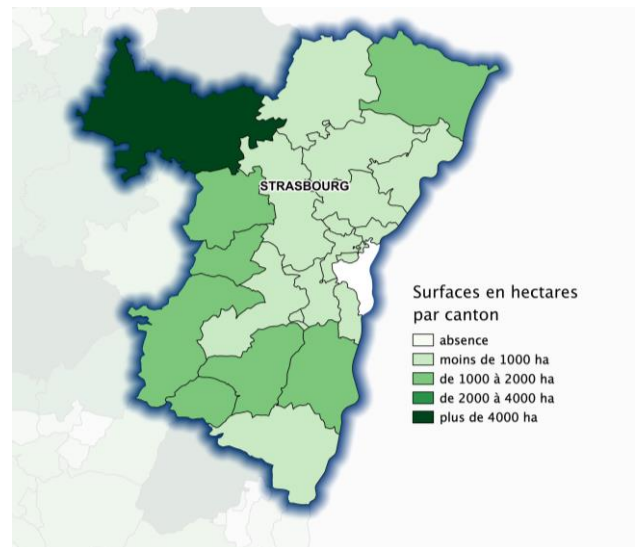 STRASBOURG
Surfaces en hectares
par canton
absence
moins de 1000 ha
de 1000 à 2000 ha
de 2000 à 4000 ha
plus de 4000 ha